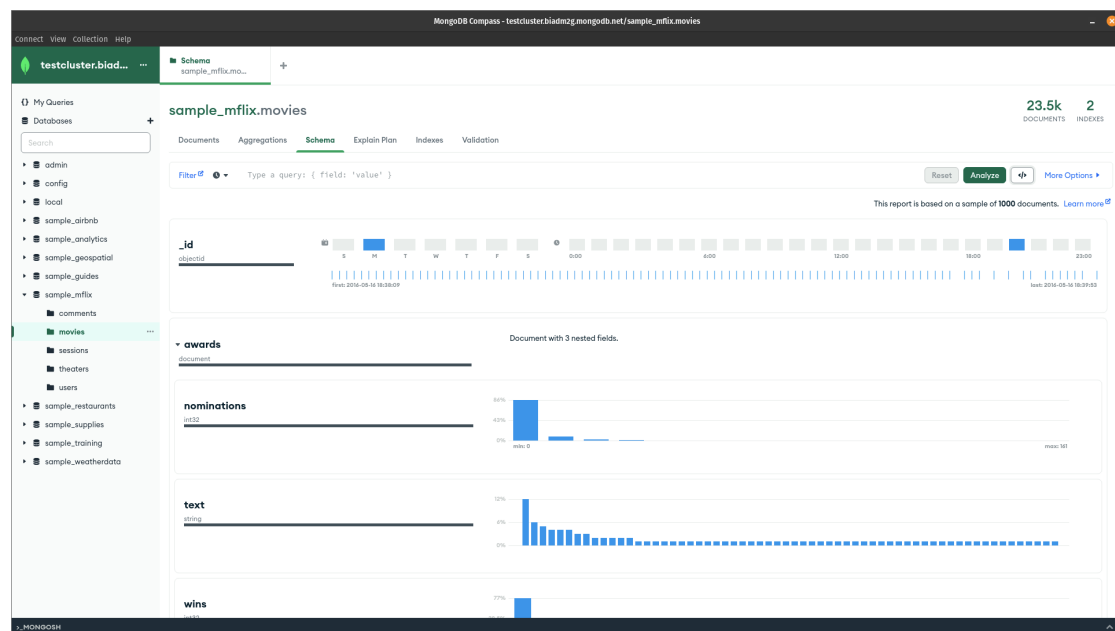 MongoDB Compass - testcluster.biadm2g.mongodb.net/sample_mflix.movies
Connect View Collection Help
testcluster.biad...
Schema
sample_mflix.mo...
My Queries
Databases
Search
admin
config
local
sample_airbnb
sample_analytics
sample_geospatial
sample_guides
sample_mflix
comments
movies
sessions
theaters
users
sample_restaurants
sample_supplies
sample_training
sample_weatherdata
sample_mflix.movies
23.5k 2
DOCUMENTS INDEXES
Documents Aggregations Schema Explain Plan Indexes Validation
Filter Type a query: { field: 'value' } Reset Analyze </> More Options
This report is based on a sample of 1000 documents. Learn more
_id
objectid
S M T W T F S 0:00 6:00 12:00 18:00 23:00
first: 2016-05-16 18:38:09 last: 2016-05-16 18:39:53
awards
document
Document with 3 nested fields.
nominations
int32
0%
min: 0 max: 161
text
string
12%
6%
0%
wins
int32
77%
>_MONGOSH